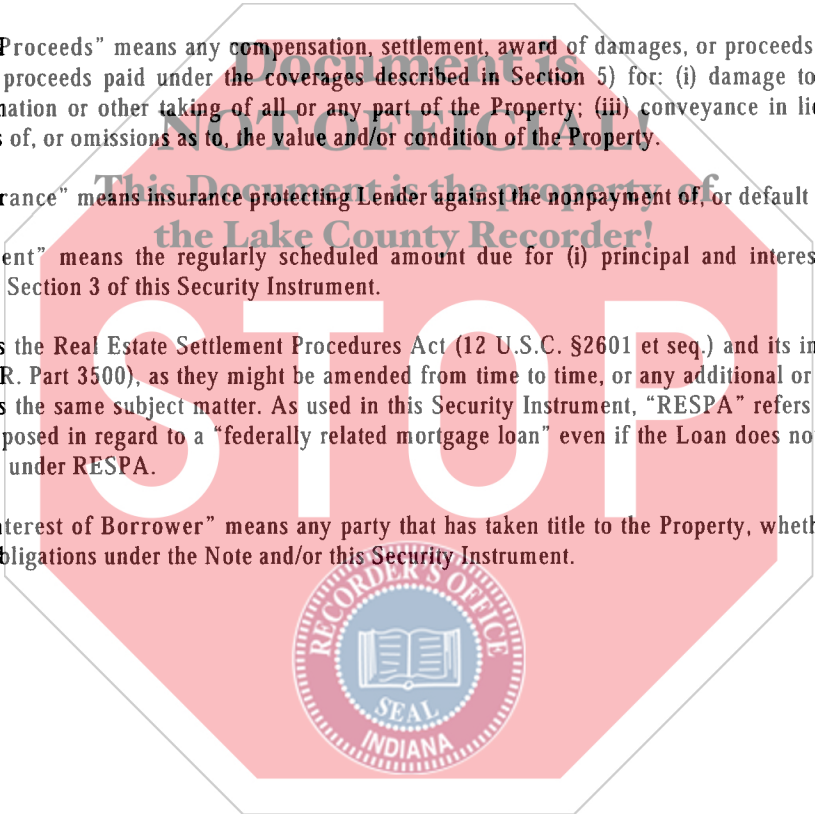 Proceeds” means any compensation, settlement, award of damages, or proceeds
proceeds paid under the coverages described in Section 5) for: (i) damage to
nation or other taking of all or any part of the Property; (iii) conveyance in lie
s of, or omissions as to, the value and/or condition of the Property.
rance” means insurance protecting Lender against the nonpayment of, or default
ent” means the regularly scheduled amount due for (i) principal and interes
Section 3 of this Security Instrument.
s the Real Estate Settlement Procedures Act (12 U.S.C. §2601 et seq.) and its in
R. Part 3500), as they might be amended from time to time, or any additional or
s the same subject matter. As used in this Security Instrument, “RESPA” refers
posed in regard to a “federally related mortgage loan” even if the Loan does no
under RESPA.
nterest of Borrower” means any party that has taken title to the Property, wheth
bligations under the Note and/or this Security Instrument.
Document is
NOT OFFICIAL!
This Document is the property of
the Lake County Recorder!
STOP
RECORDER'S OFFICE
SEAL
INDIANA